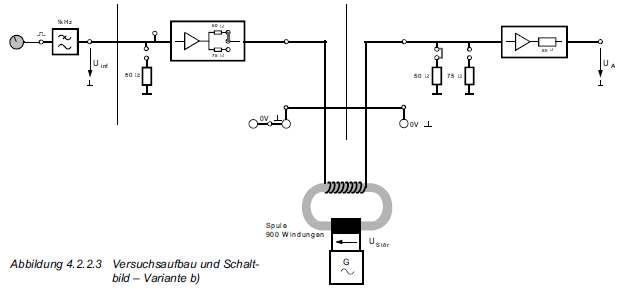 1kHz
U inf
50 Ω
50 Ω
75 Ω
0V
0V
50 Ω
75 Ω
50 Ω
U A
Spule
900 Windungen
U Stör
G
Abbildung 4.2.2.3 Versuchsaufbau und Schalt-
bild – Variante b)